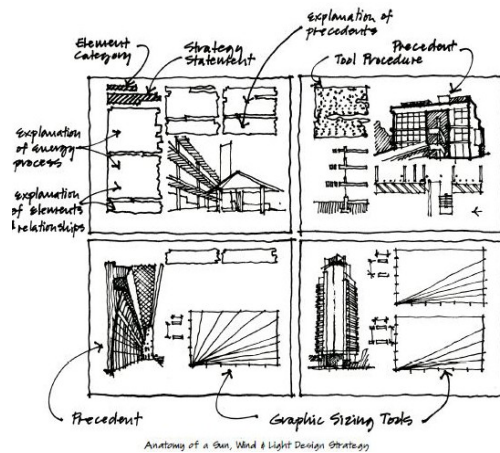 Explanation of
precedents
Element
Category
Strategy
Statement
Precedent
Tool Procedure
Explanation
of energy
process
Explanation
of elements
relationships
Precedent
Graphic Sizing Tools
Anatomy of a Sun, Wind & Light Design Strategy